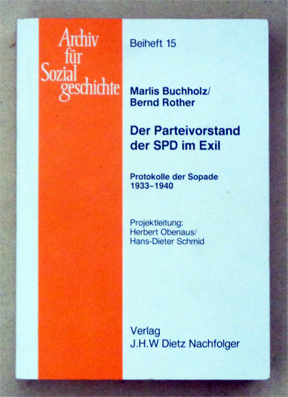 Archiv
für
Sozial
geschichte
Beiheft 15
Marlis Buchholz/
Bernd Rother
Der Parteivorstand
der SPD im Exil
Protokolle der Sopade
1933–1940
Projektleitung:
Herbert Obenaus/
Hans-Dieter Schmid
Verlag
J.H.W Dietz Nachfolger